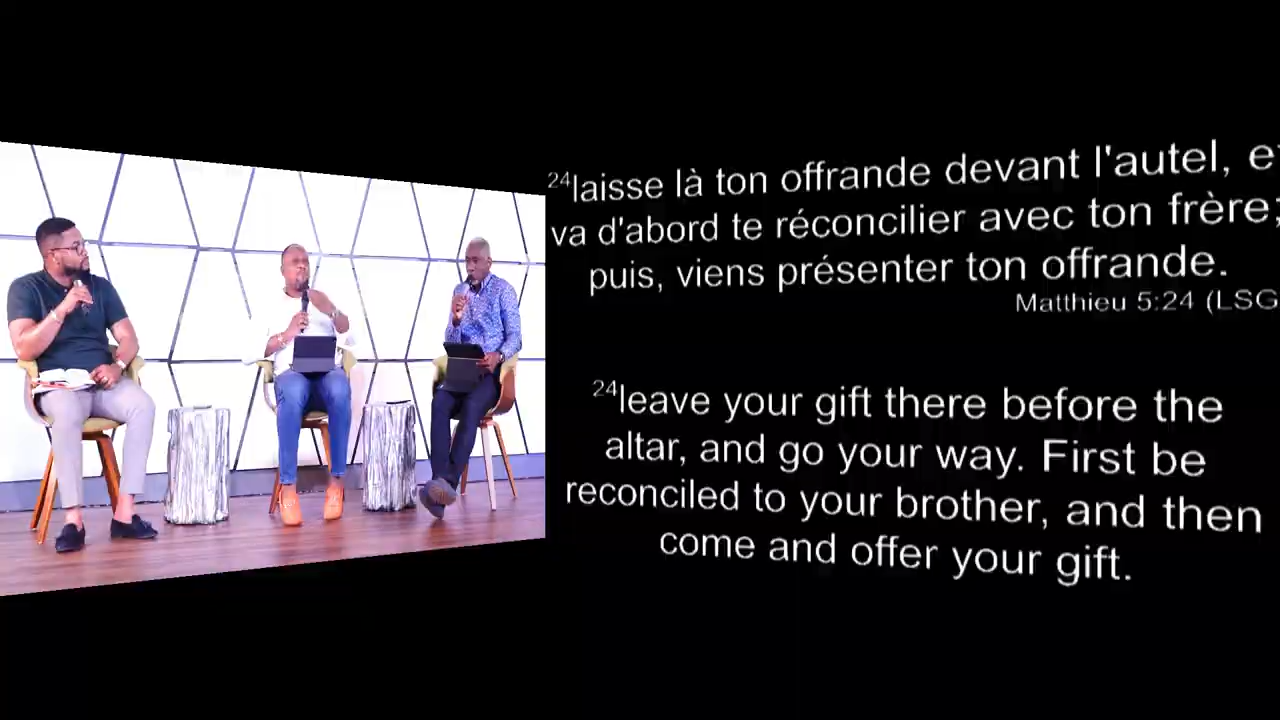 24laisse là ton offrande devant l'autel, et
va d'abord te réconcilier avec ton frère;
puis, viens présenter ton offrande.
Matthieu 5:24 (LSG
24leave your gift there before the
altar, and go your way. First be
reconciled to your brother, and then
come and offer your gift.